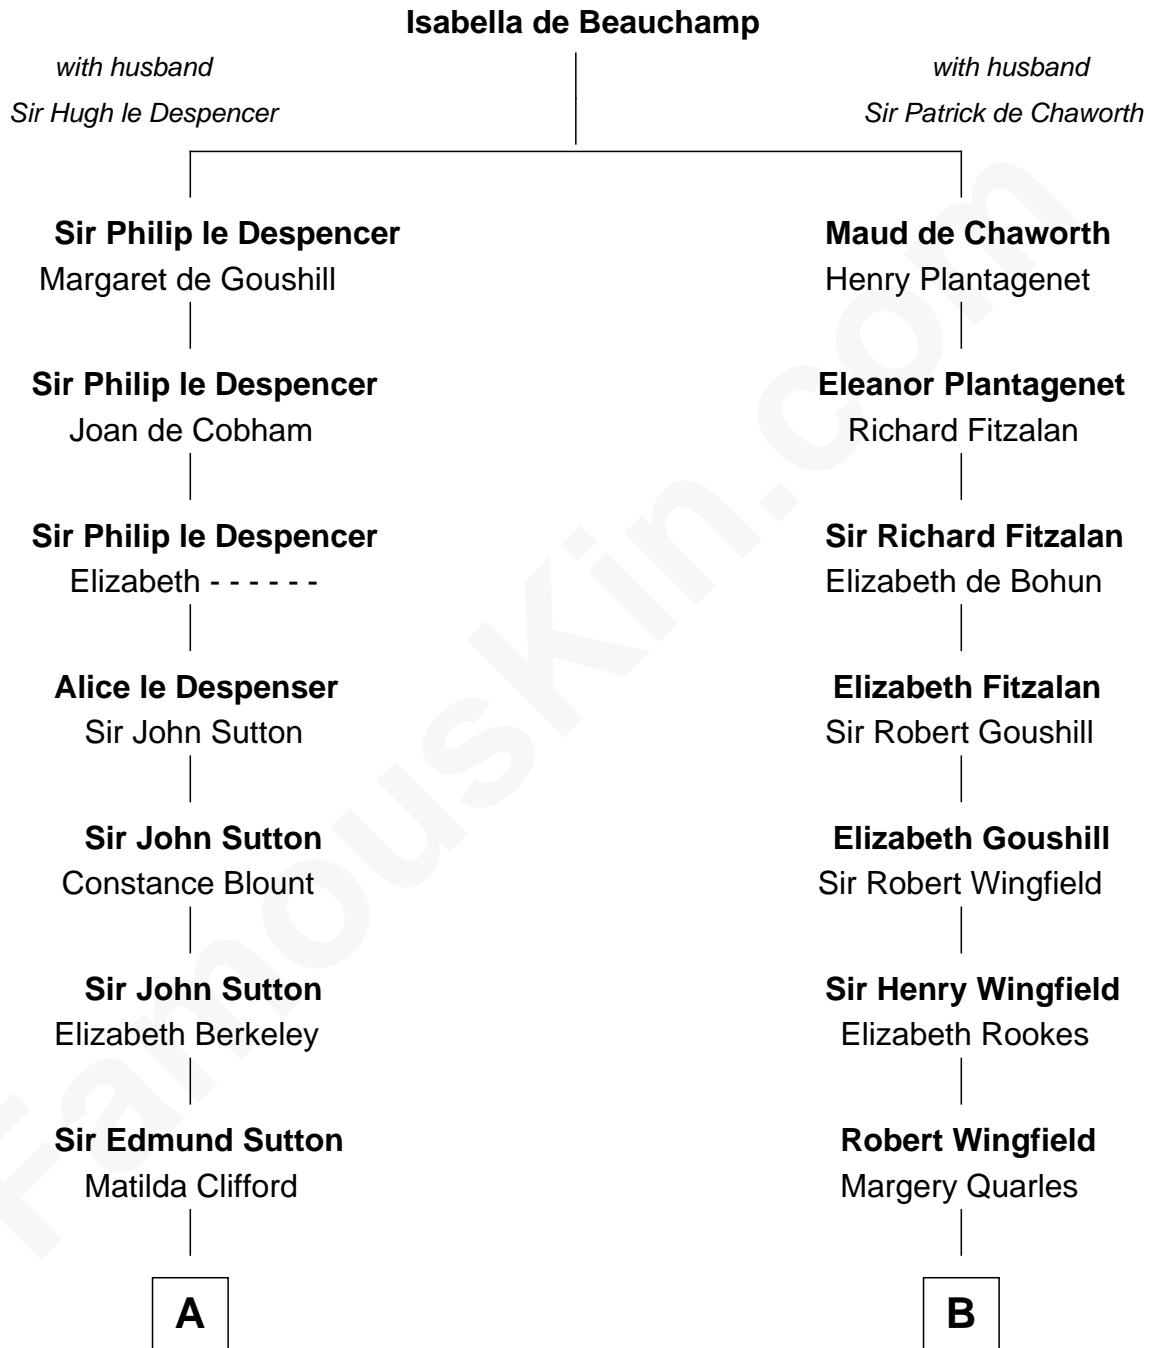 Isabella de Beauchamp
with husband
Sir Hugh le Despencer
with husband
Sir Patrick de Chaworth
Sir Philip le Despencer
Margaret de Goushill
Sir Philip le Despencer
Joan de Cobham
Sir Philip le Despencer
Elizabeth - - - - - -
Alice le Despenser
Sir John Sutton
Sir John Sutton
Constance Blount
Sir John Sutton
Elizabeth Berkeley
Sir Edmund Sutton
Matilda Clifford
A
Maud de Chaworth
Henry Plantagenet
Eleanor Plantagenet
Richard Fitzalan
Sir Richard Fitzalan
Elizabeth de Bohun
Elizabeth Fitzalan
Sir Robert Goushill
Elizabeth Goushill
Sir Robert Wingfield
Sir Henry Wingfield
Elizabeth Rookes
Robert Wingfield
Margery Quarles
B
FamousKin.com